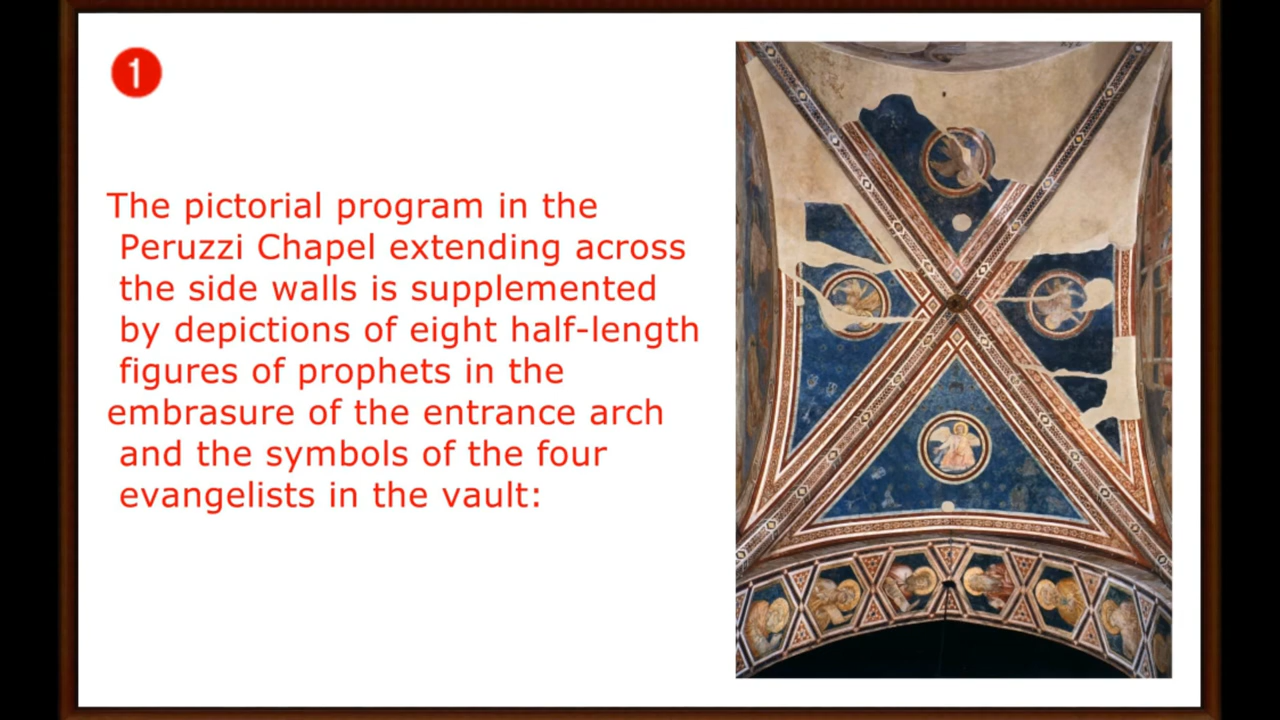 1
The pictorial program in the
Peruzzi Chapel extending across
the side walls is supplemented
by depictions of eight half-length
figures of prophets in the
embrasure of the entrance arch
and the symbols of the four
evangelists in the vault: